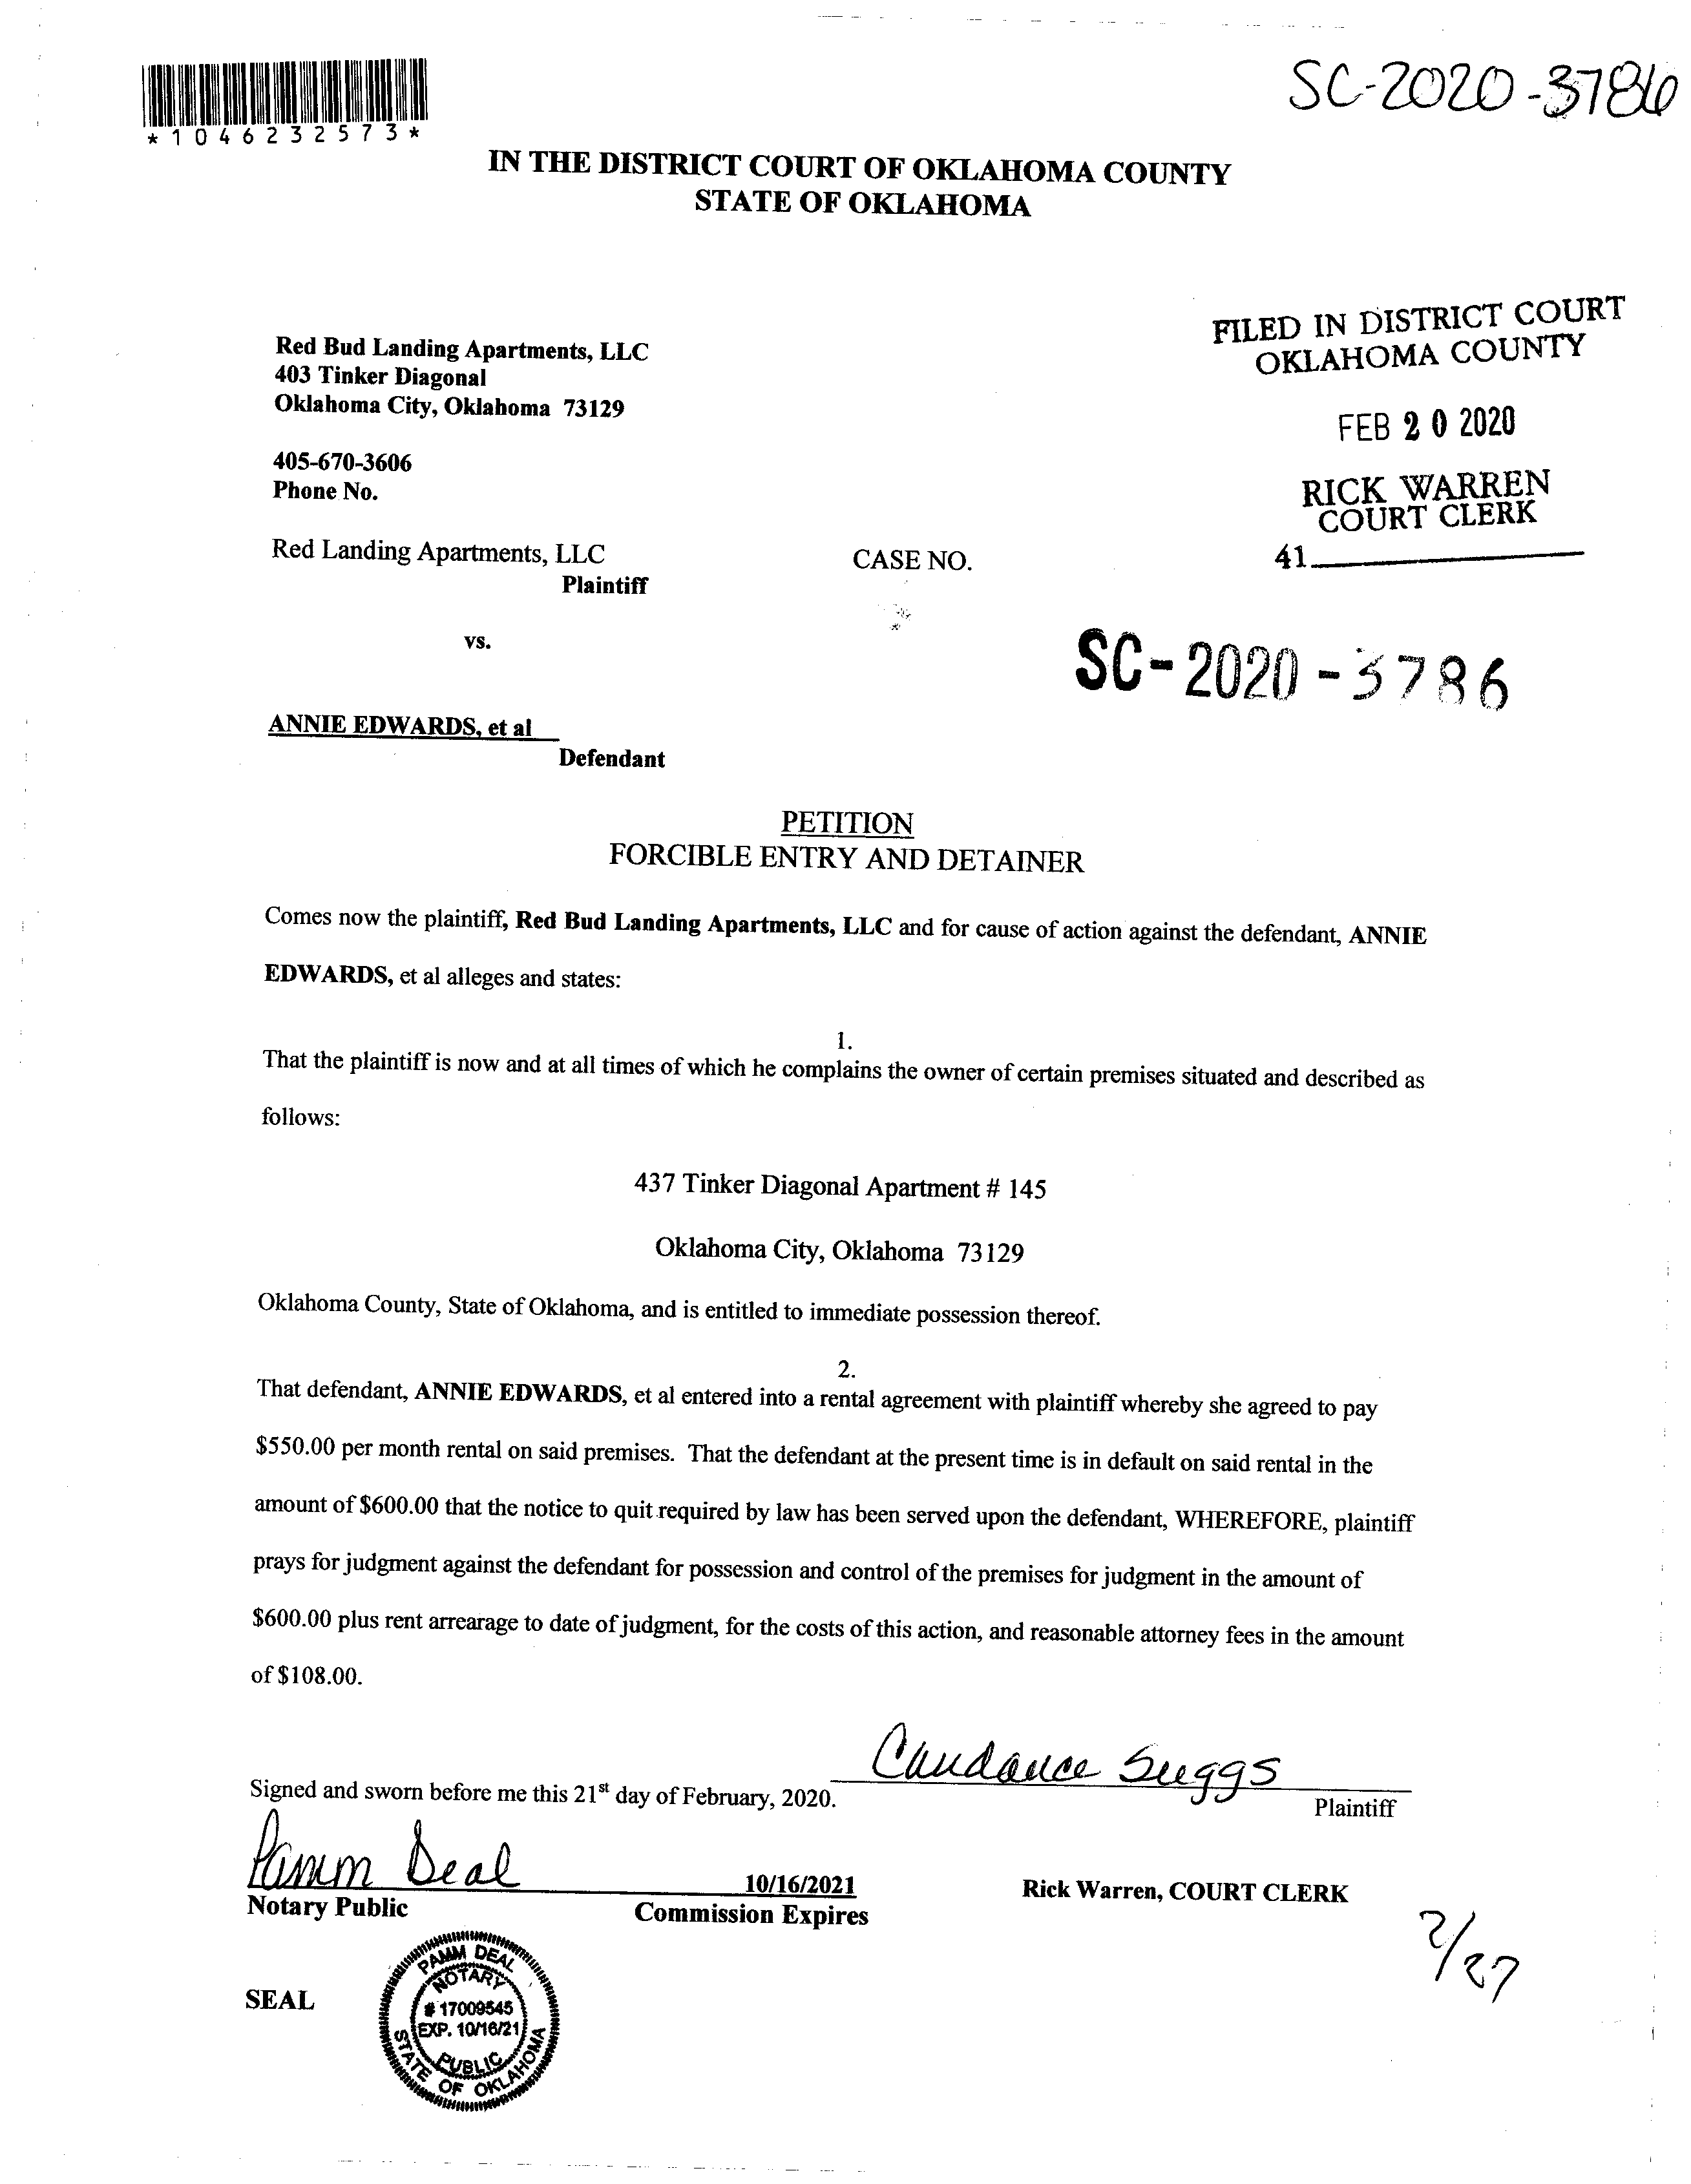 SC-2020-3786
*1046232573*
IN THE DISTRICT COURT OF OKLAHOMA COUNTY
STATE OF OKLAHOMA
Red Bud Landing Apartments, LLC
403 Tinker Diagonal
Oklahoma City, Oklahoma 73129
405-670-3606
Phone No.
FILED IN DISTRICT COURT
OKLAHOMA COUNTY
FEB 20 2020
RICK WARREN
COURT CLERK
41
Red Landing Apartments, LLC
Plaintiff
CASE NO.
vs.
SC-2020-3786
ANNIE EDWARDS, et al
Defendant
PETITION
FORCIBLE ENTRY AND DETAINER
Comes now the plaintiff, Red Bud Landing Apartments, LLC and for cause of action against the defendant, ANNIE
EDWARDS, et al alleges and states:
1.
That the plaintiff is now and at all times of which he complains the owner of certain premises situated and described as
follows:
437 Tinker Diagonal Apartment # 145
Oklahoma City, Oklahoma 73129
Oklahoma County, State of Oklahoma, and is entitled to immediate possession thereof.
2.
That defendant, ANNIE EDWARDS, et al entered into a rental agreement with plaintiff whereby she agreed to pay
$550.00 per month rental on said premises. That the defendant at the present time is in default on said rental in the
amount of $600.00 that the notice to quit required by law has been served upon the defendant, WHEREFORE, plaintiff
prays for judgment against the defendant for possession and control of the premises for judgment in the amount of
$600.00 plus rent arrearage to date of judgment, for the costs of this action, and reasonable attorney fees in the amount
of $108.00.
Candance Suggs
Signed and sworn before me this 21st day of February, 2020.
Plaintiff
Pamm Deal
10/16/2021
Rick Warren, COURT CLERK
Notary Public
Commission Expires
2/27
SEAL
PAMM DEAL
NOTARY
# 17009545
EXP. 10/16/21
PUBLIC
STATE OF OKLAHOMA